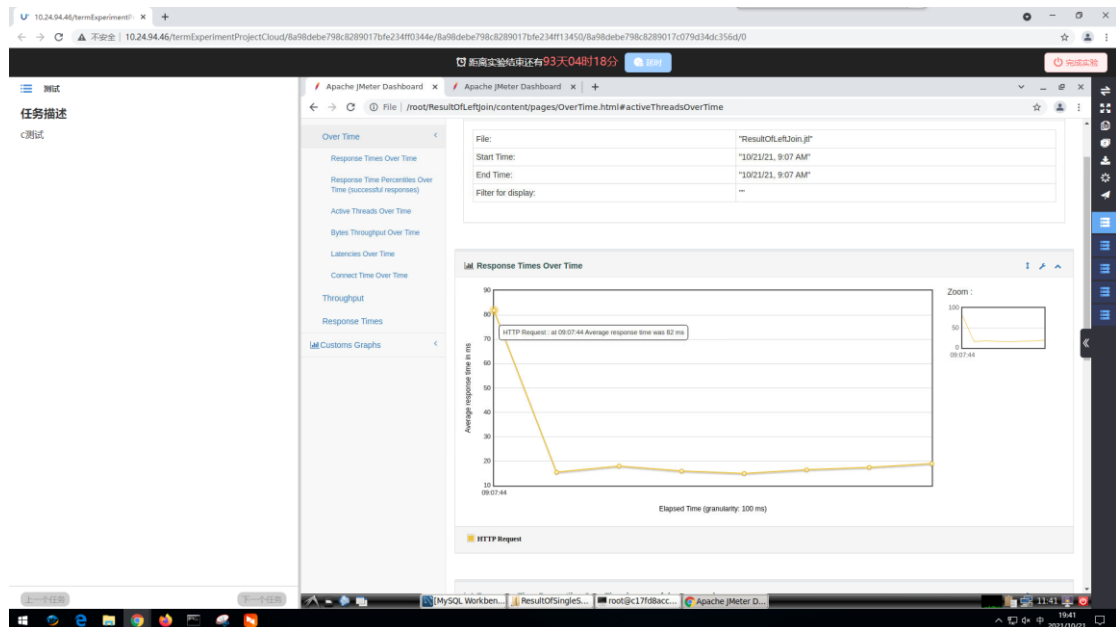 10.24.94.46/termExperimentP
不安全 | 10.24.94.46/termExperimentProjectCloud/8a98debe798c8289017bfe234ff0344e/8a98debe798c8289017bfe234ff13450/8a98debe798c8289017c079d34dc356d/0
距离实验结束还有93天04时18分 延时
完成实验
测试
任务描述
c测试
Apache JMeter Dashboard
Apache JMeter Dashboard
File | /root/ResultOfLeftJoin/content/pages/OverTime.html#activeThreadsOverTime
Over Time
Response Times Over Time
Response Time Percentiles Over
Time (successful responses)
Active Threads Over Time
Bytes Throughput Over Time
Latencies Over Time
Connect Time Over Time
Throughput
Response Times
Customs Graphs
File: "ResultOfLeftJoin.jtl"
Start Time: "10/21/21, 9:07 AM"
End Time: "10/21/21, 9:07 AM"
Filter for display: ""
Response Times Over Time
90
80
70
60
50
40
30
20
10
Average response time in ms
HTTP Request : at 09:07:44 Average response time was 82 ms
09:07:44
Elapsed Time (granularity: 100 ms)
HTTP Request
Zoom :
100
50
0
09:07:44
上一个任务
下一个任务
[MySQL Workben...
ResultOfSingleS...
root@c17fd8acc...
Apache JMeter D...
11:41
中
19:41
2021/10/21